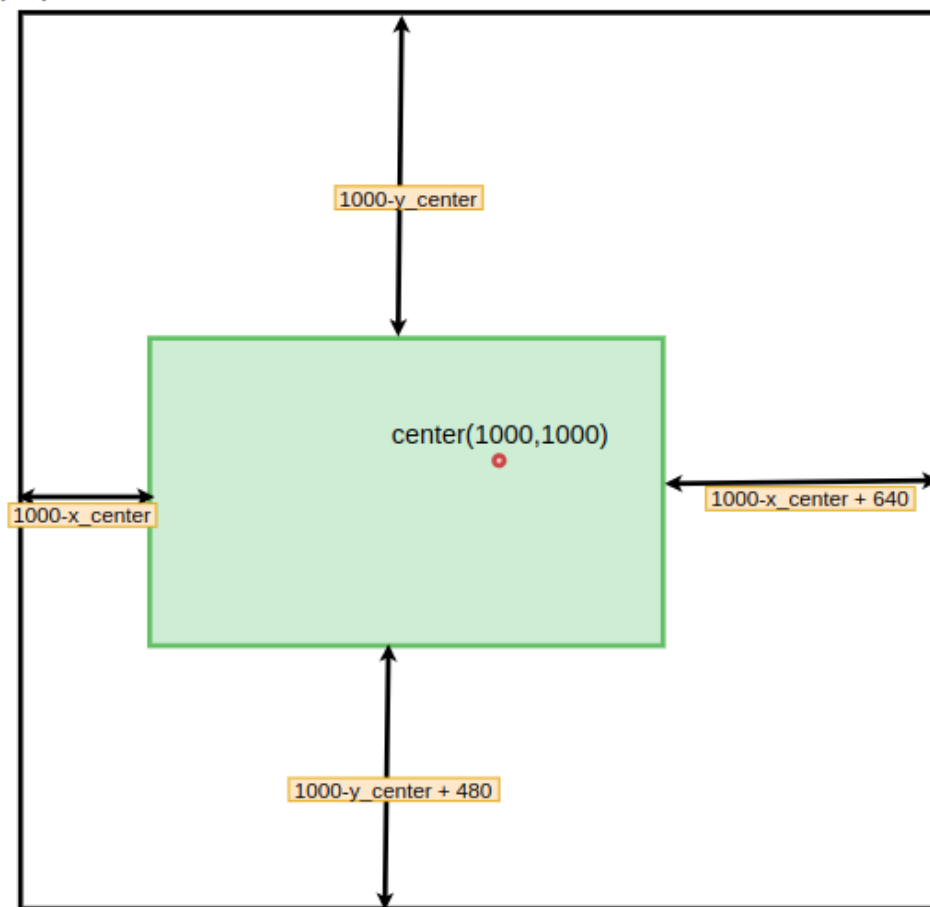 1000-y_center
center(1000,1000)
1000-x_center
1000-x_center + 640
1000-y_center + 480